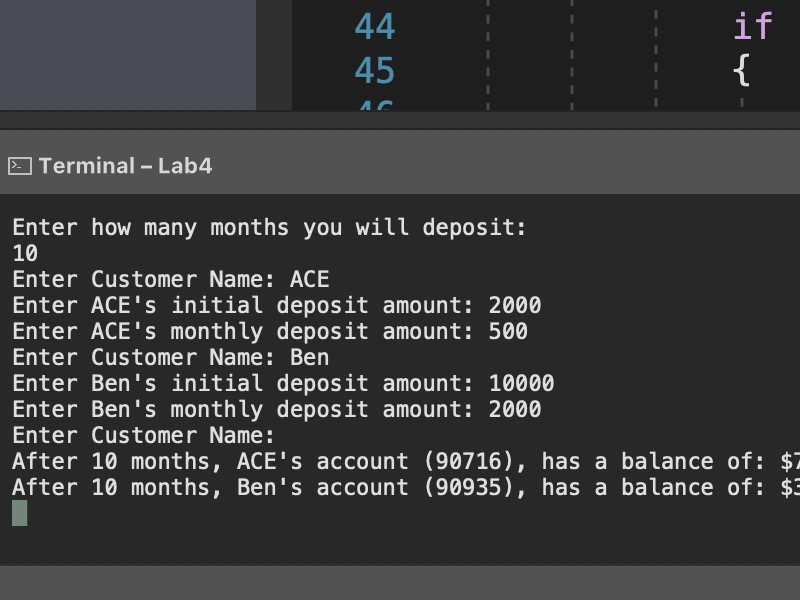 44 if
45 {
46
Terminal – Lab4
Enter how many months you will deposit:
10
Enter Customer Name: ACE
Enter ACE's initial deposit amount: 2000
Enter ACE's monthly deposit amount: 500
Enter Customer Name: Ben
Enter Ben's initial deposit amount: 10000
Enter Ben's monthly deposit amount: 2000
Enter Customer Name:
After 10 months, ACE's account (90716), has a balance of: $7
After 10 months, Ben's account (90935), has a balance of: $3